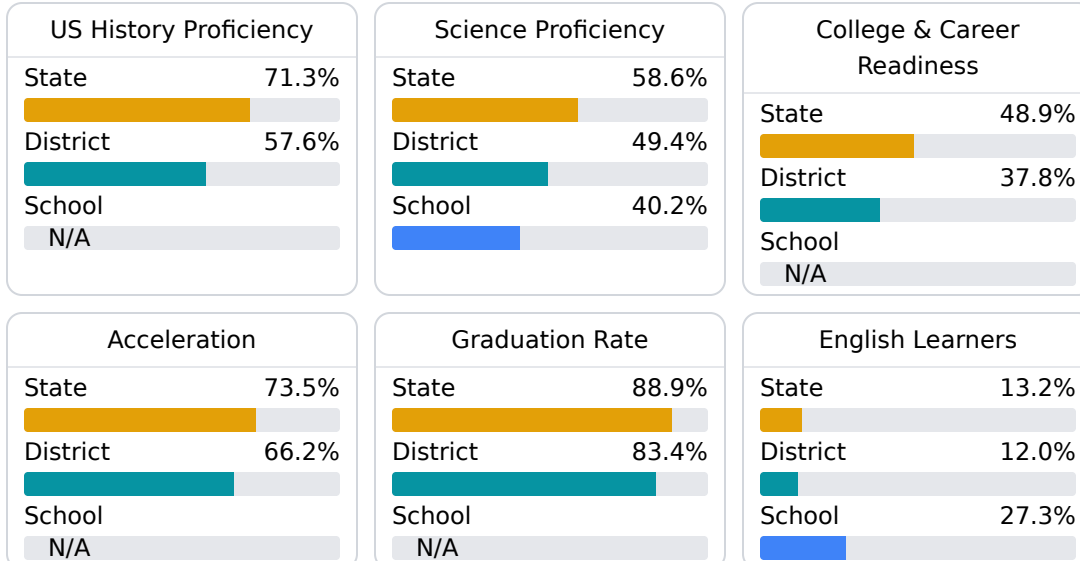 US History Proficiency
State 71.3%
District 57.6%
School
N/A
Science Proficiency
State 58.6%
District 49.4%
School 40.2%
College & Career
Readiness
State 48.9%
District 37.8%
School
N/A
Acceleration
State 73.5%
District 66.2%
School
N/A
Graduation Rate
State 88.9%
District 83.4%
School
N/A
English Learners
State 13.2%
District 12.0%
School 27.3%